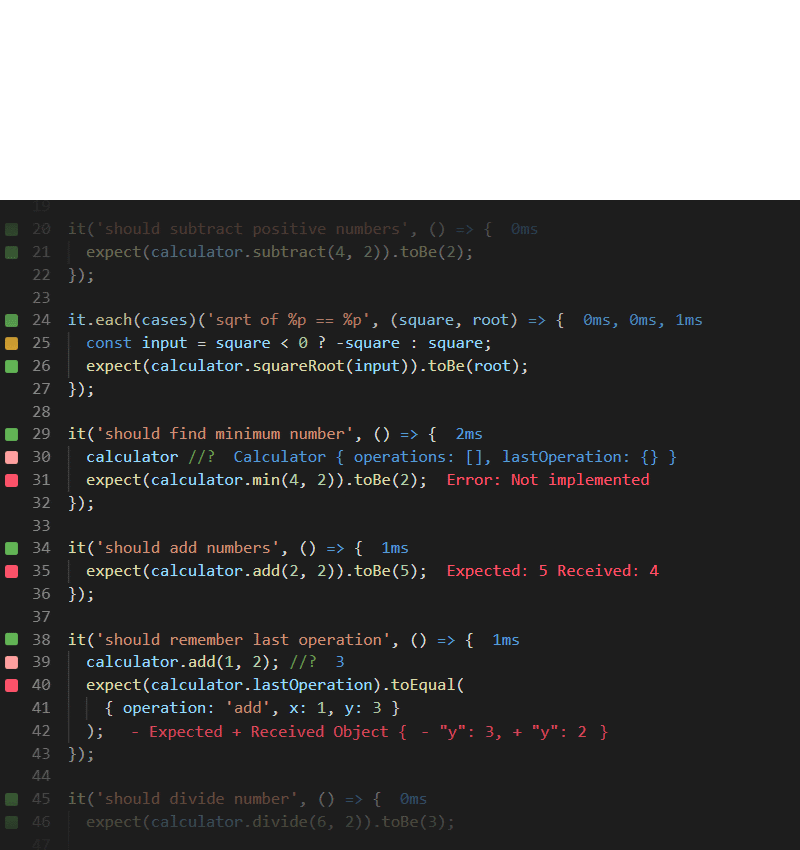 19
20 it('should subtract positive numbers', () => { 0ms
21 expect(calculator.subtract(4, 2)).toBe(2);
22 });
23
24 it.each(cases)('sqrt of %p == %p', (square, root) => { 0ms, 0ms, 1ms
25 const input = square < 0 ? -square : square;
26 expect(calculator.squareRoot(input)).toBe(root);
27 });
28
29 it('should find minimum number', () => { 2ms
30 calculator //? Calculator { operations: [], lastOperation: {} }
31 expect(calculator.min(4, 2)).toBe(2); Error: Not implemented
32 });
33
34 it('should add numbers', () => { 1ms
35 expect(calculator.add(2, 2)).toBe(5); Expected: 5 Received: 4
36 });
37
38 it('should remember last operation', () => { 1ms
39 calculator.add(1, 2); //? 3
40 expect(calculator.lastOperation).toEqual(
41 { operation: 'add', x: 1, y: 3 }
42 ); - Expected + Received Object { - "y": 3, + "y": 2 }
43 });
44
45 it('should divide number', () => { 0ms
46 expect(calculator.divide(6, 2)).toBe(3);
47